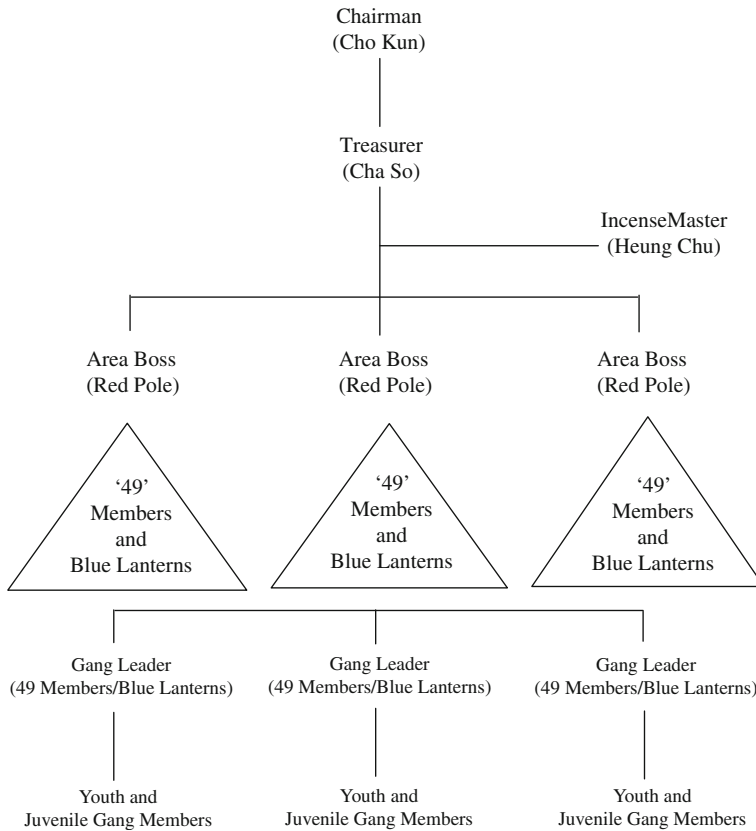 Chairman
(Cho Kun)
Treasurer
(Cha So)
IncenseMaster
(Heung Chu)
Area Boss
(Red Pole)
Area Boss
(Red Pole)
Area Boss
(Red Pole)
‘49’
Members
and
Blue Lanterns
‘49’
Members
and
Blue Lanterns
‘49’
Members
and
Blue Lanterns
Gang Leader
(49 Members/Blue Lanterns)
Gang Leader
(49 Members/Blue Lanterns)
Gang Leader
(49 Members/Blue Lanterns)
Youth and
Juvenile Gang Members
Youth and
Juvenile Gang Members
Youth and
Juvenile Gang Members